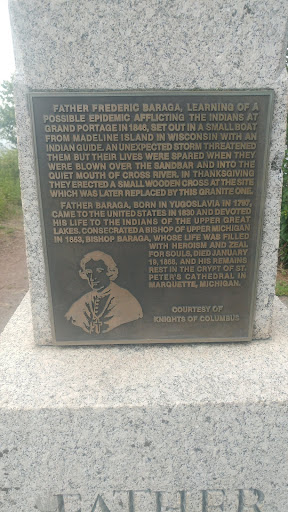 FATHER FREDERIC BARAGA, LEARNING OF A
POSSIBLE EPIDEMIC AFFLICTING THE INDIANS AT
GRAND PORTAGE IN 1846, SET OUT IN A SMALL BOAT
FROM MADELINE ISLAND IN WISCONSIN WITH AN
INDIAN GUIDE. AN UNEXPECTED STORM THREATENED
THEM BUT THEIR LIVES WERE SPARED WHEN THEY
WERE BLOWN OVER THE SANDBAR AND INTO THE
QUIET MOUTH OF CROSS RIVER. IN THANKSGIVING
THEY ERECTED A SMALL WOODEN CROSS AT THE SITE
WHICH WAS LATER REPLACED BY THIS GRANITE ONE.
FATHER BARAGA, BORN IN YUGOSLAVIA IN 1797,
CAME TO THE UNITED STATES IN 1830 AND DEVOTED
HIS LIFE TO THE INDIANS OF THE UPPER GREAT
LAKES. CONSECRATED A BISHOP OF UPPER MICHIGAN
IN 1853, BISHOP BARAGA, WHOSE LIFE WAS FILLED
WITH HEROISM AND ZEAL
FOR SOULS, DIED JANUARY
19, 1868, AND HIS REMAINS
REST IN THE CRYPT OF ST.
PETER'S CATHEDRAL IN
MARQUETTE, MICHIGAN.
COURTESY OF
KNIGHTS OF COLUMBUS
FATHER